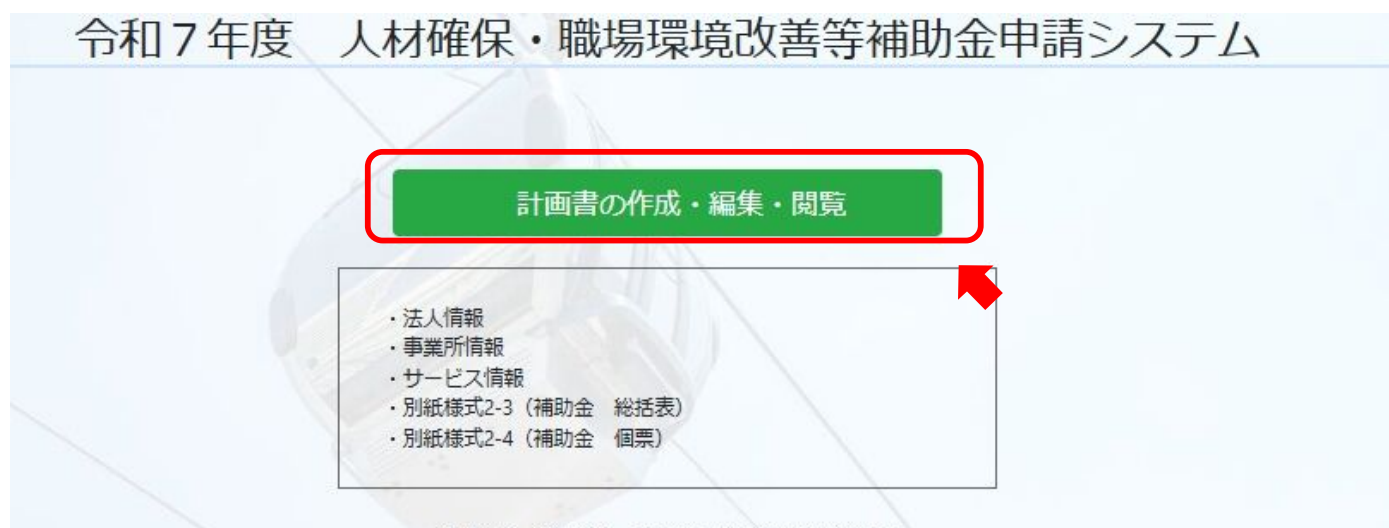 令和７年度　人材確保・職場環境改善等補助金申請システム
計画書の作成・編集・閲覧
・法人情報
・事業所情報
・サービス情報
・別紙様式2-3（補助金　総括表）
・別紙様式2-4（補助金　個票）